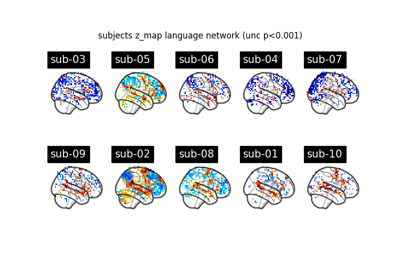 subjects z_map language network (unc p<0.001)
sub-03
sub-05
sub-06
sub-04
sub-07
sub-09
sub-02
sub-08
sub-01
sub-10